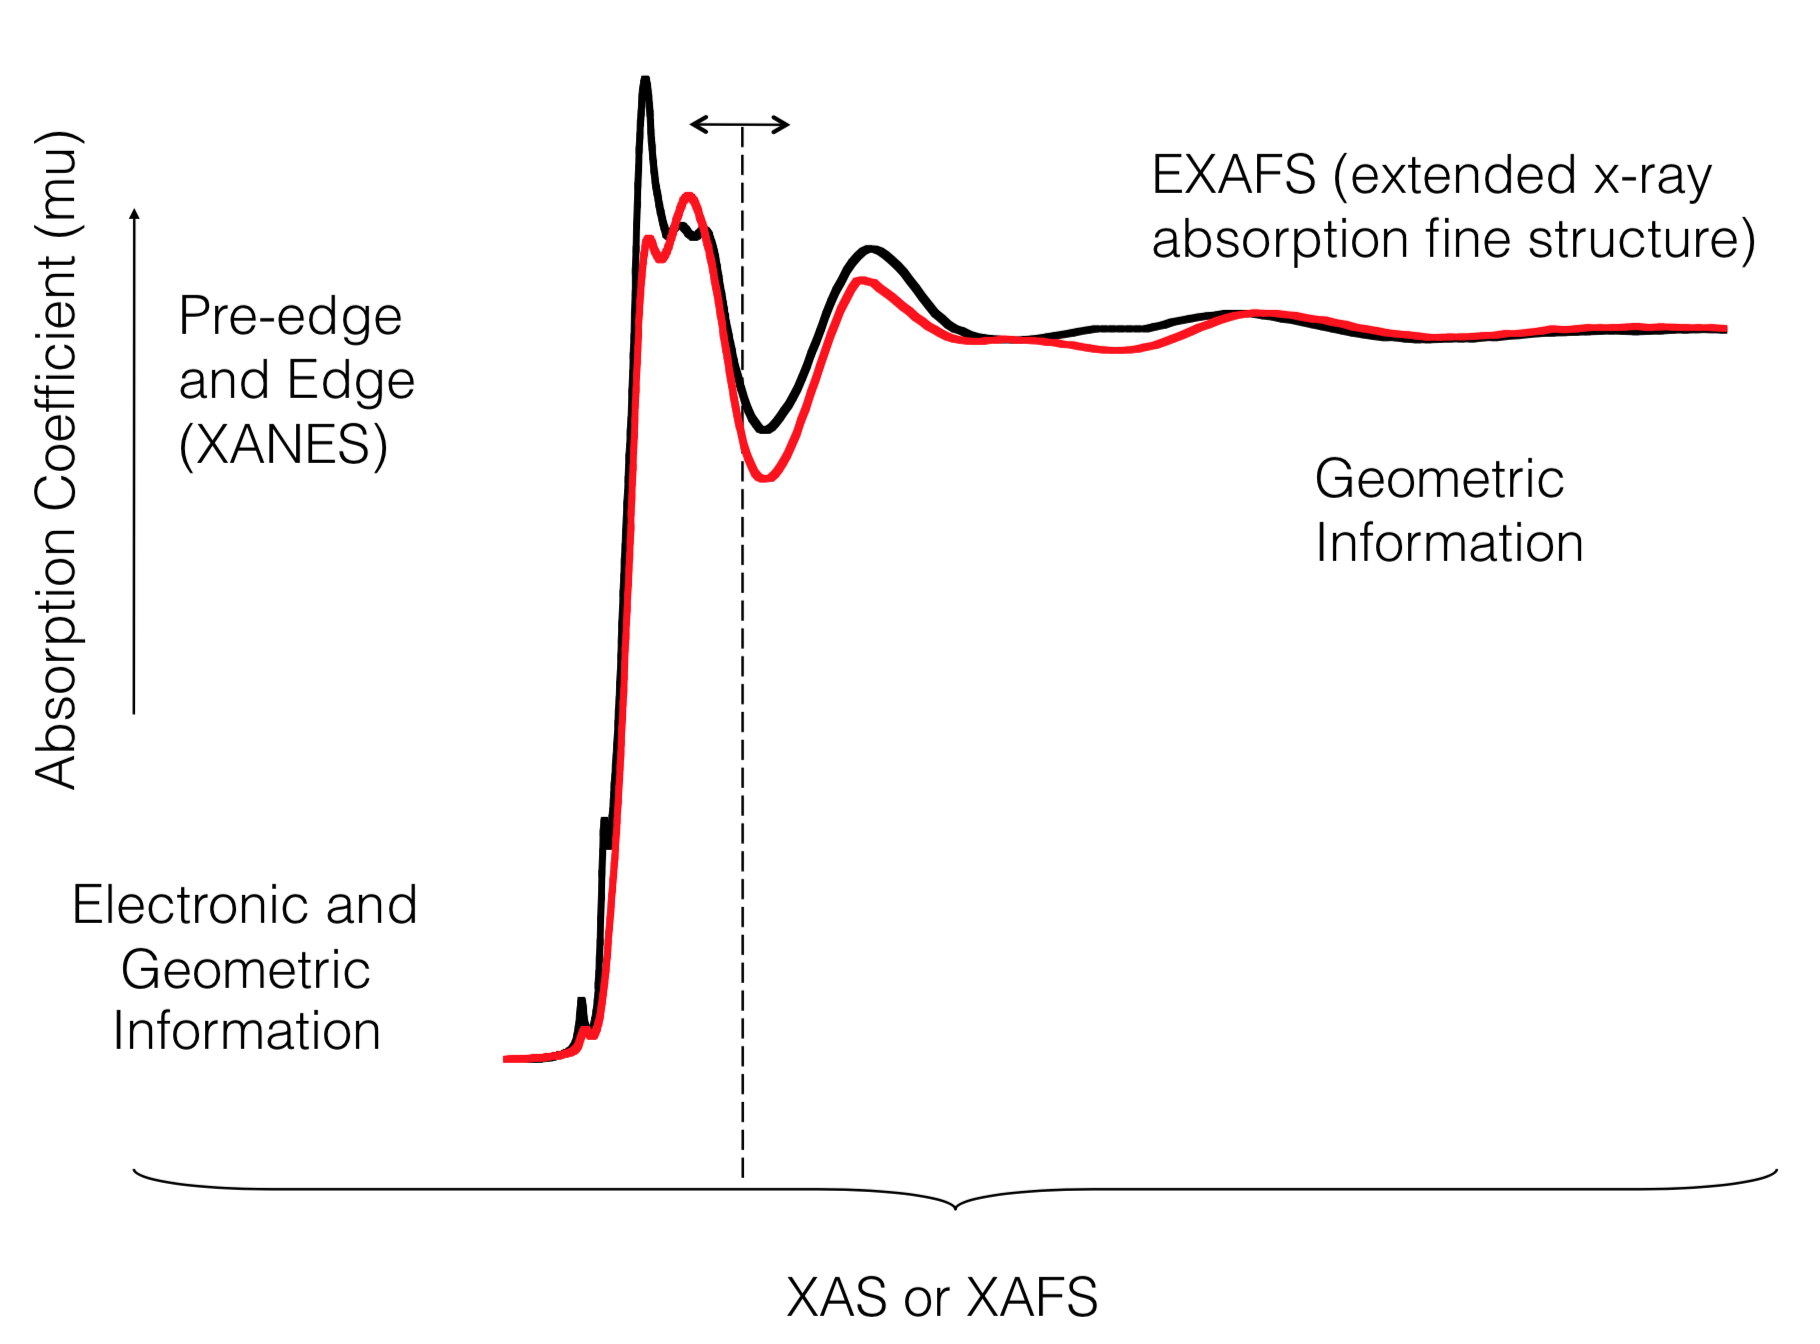 Absorption Coefficient (mu)
Pre-edge
and Edge
(XANES)
EXAFS (extended x-ray
absorption fine structure)
Geometric
Information
Electronic and
Geometric
Information
XAS or XAFS